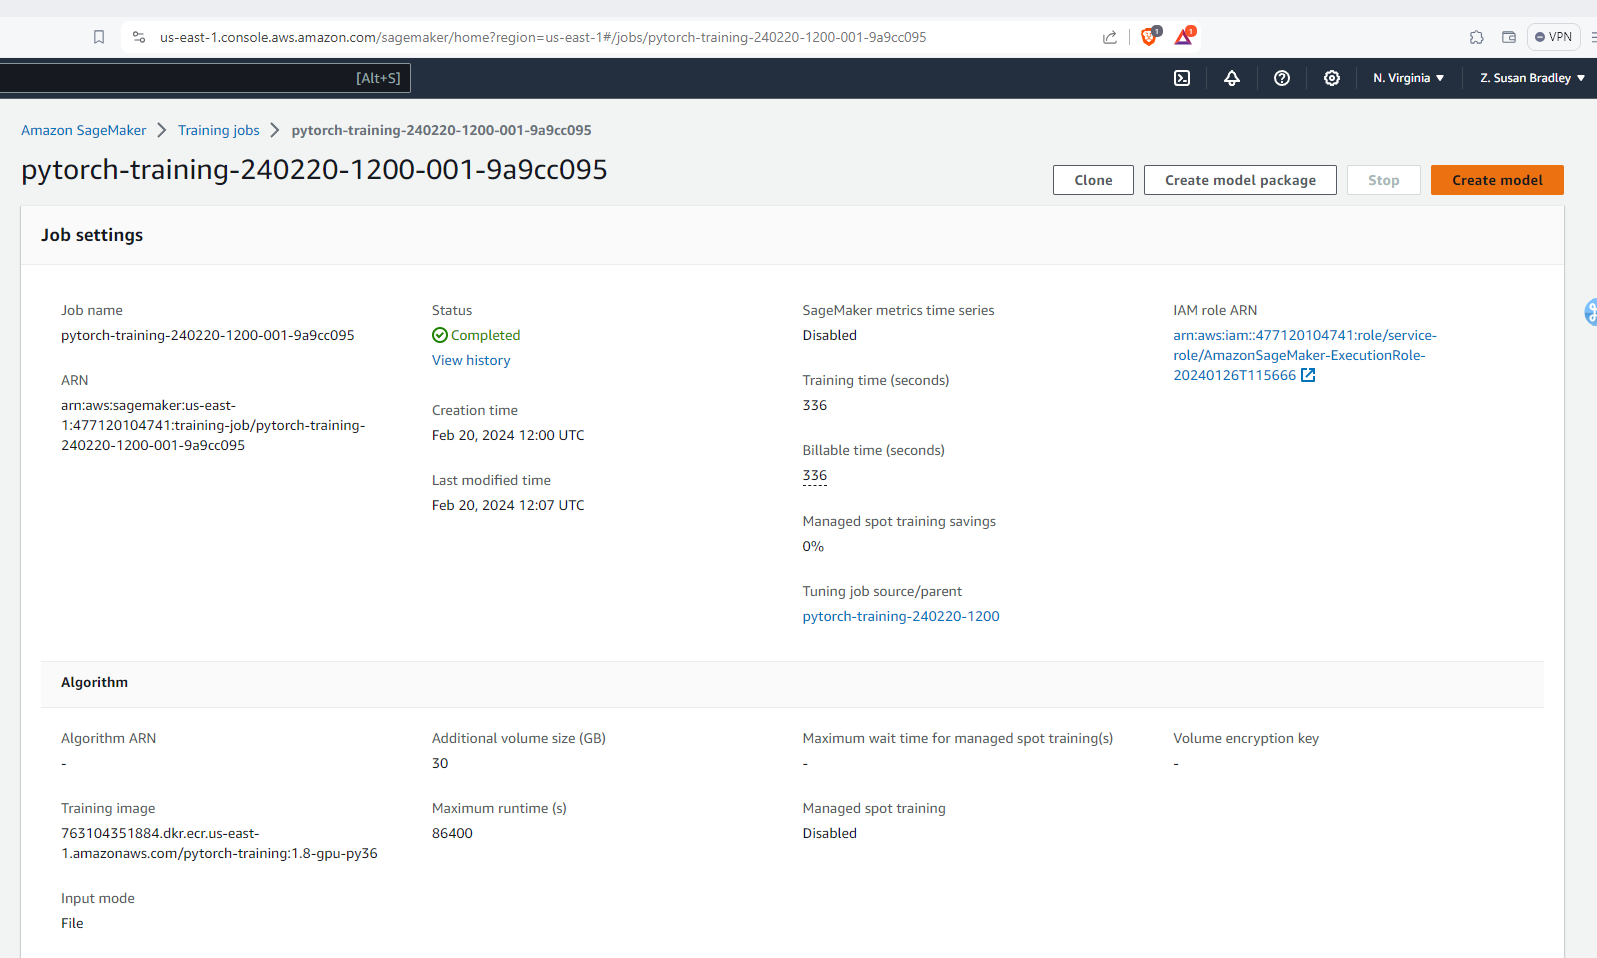 us-east-1.console.aws.amazon.com/sagemaker/home?region=us-east-1#/jobs/pytorch-training-240220-1200-001-9a9cc095
1
1
VPN
[Alt+S]
N. Virginia
Z. Susan Bradley
Amazon SageMaker
Training jobs
pytorch-training-240220-1200-001-9a9cc095
pytorch-training-240220-1200-001-9a9cc095
Clone
Create model package
Stop
Create model
Job settings
Job name
pytorch-training-240220-1200-001-9a9cc095
ARN
arn:aws:sagemaker:us-east-
1:477120104741:training-job/pytorch-training-
240220-1200-001-9a9cc095
Status
Completed
View history
Creation time
Feb 20, 2024 12:00 UTC
Last modified time
Feb 20, 2024 12:07 UTC
SageMaker metrics time series
Disabled
Training time (seconds)
336
Billable time (seconds)
336
Managed spot training savings
0%
Tuning job source/parent
pytorch-training-240220-1200
IAM role ARN
arn:aws:iam::477120104741:role/service-
role/AmazonSageMaker-ExecutionRole-
20240126T115666
Algorithm
Algorithm ARN
-
Training image
763104351884.dkr.ecr.us-east-
1.amazonaws.com/pytorch-training:1.8-gpu-py36
Input mode
File
Additional volume size (GB)
30
Maximum runtime (s)
86400
Maximum wait time for managed spot training(s)
-
Managed spot training
Disabled
Volume encryption key
-